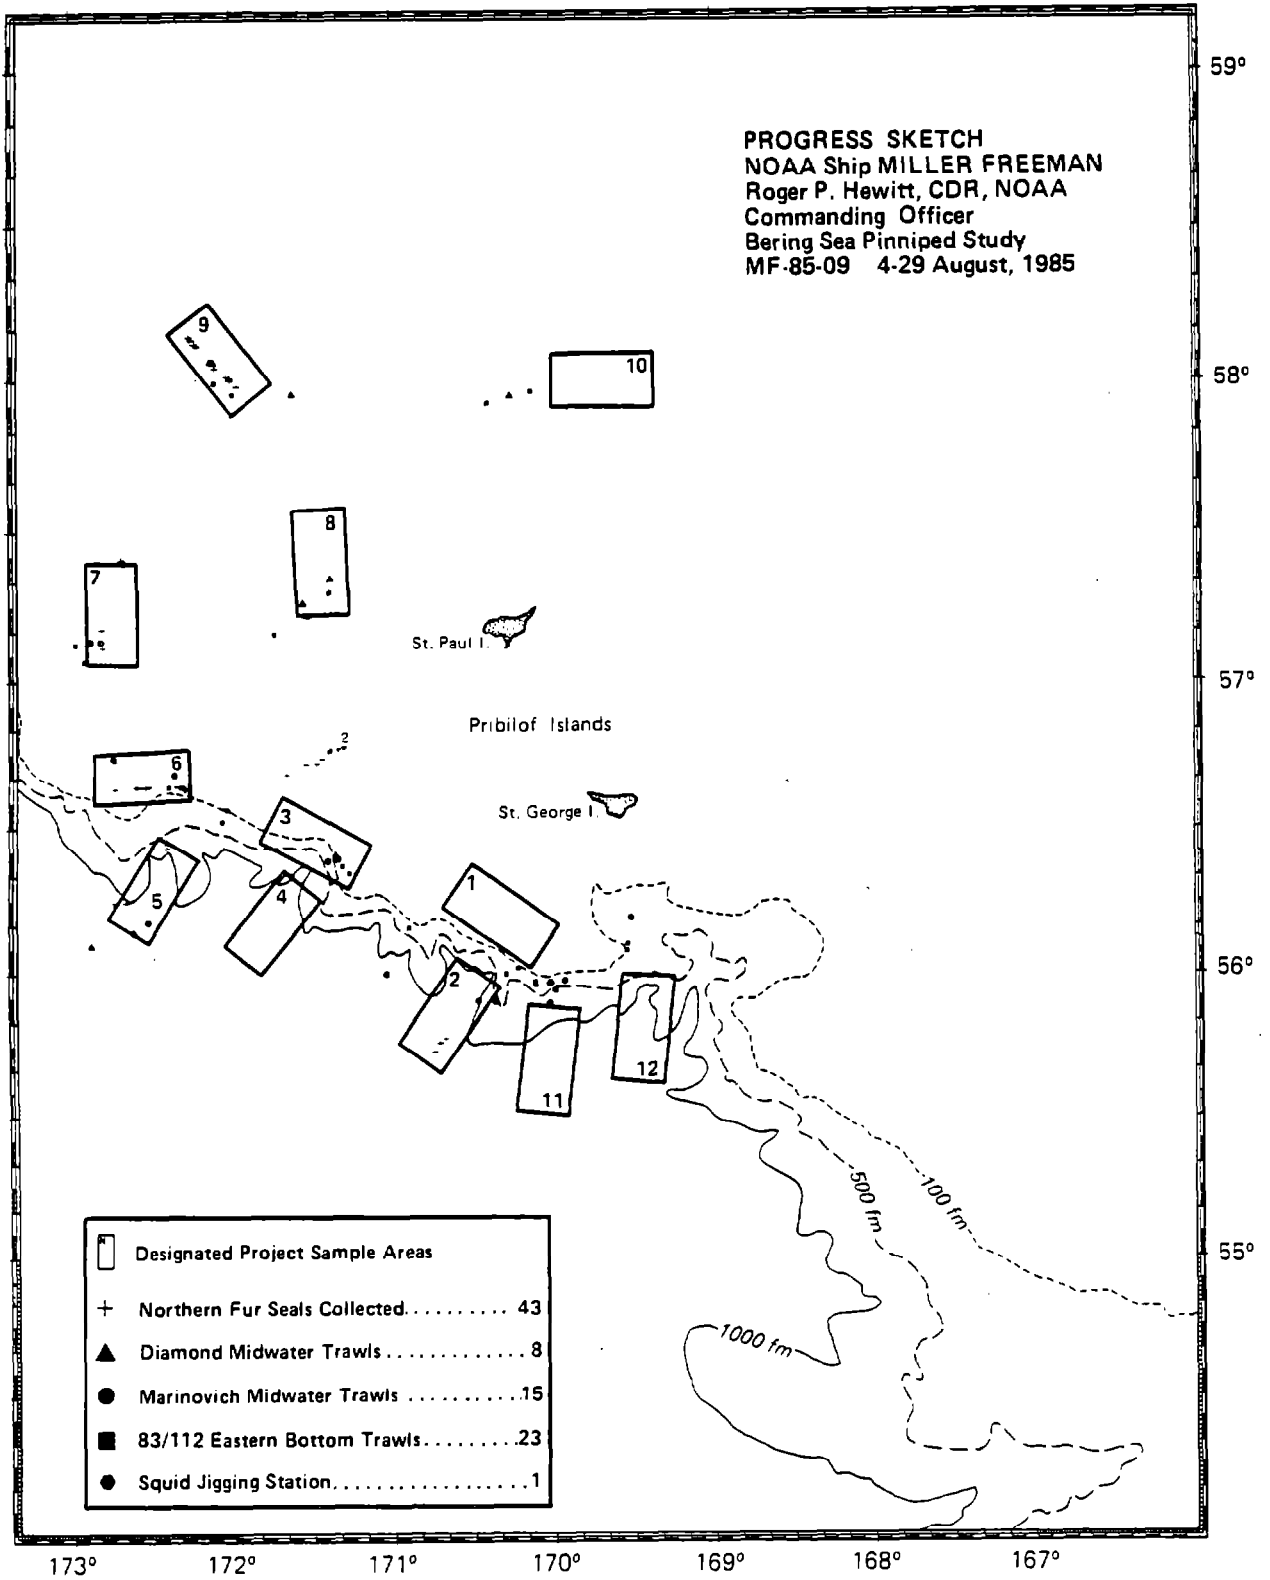 59°
PROGRESS SKETCH
NOAA Ship MILLER FREEMAN
Roger P. Hewitt, CDR, NOAA
Commanding Officer
Bering Sea Pinniped Study
MF-85-09 4-29 August, 1985
9
10
58°
8
7
St. Paul I.
57°
Pribilof Islands
2
6
St. George I.
3
1
4
5
56°
2
12
11
500 fm
100 fm
55°
1000 fm
N
Designated Project Sample Areas
+ Northern Fur Seals Collected.......... 43
▲ Diamond Midwater Trawls ............. 8
● Marinovich Midwater Trawls ...........15
■ 83/112 Eastern Bottom Trawls.........23
● Squid Jigging Station..................1
173° 172° 171° 170° 169° 168° 167°